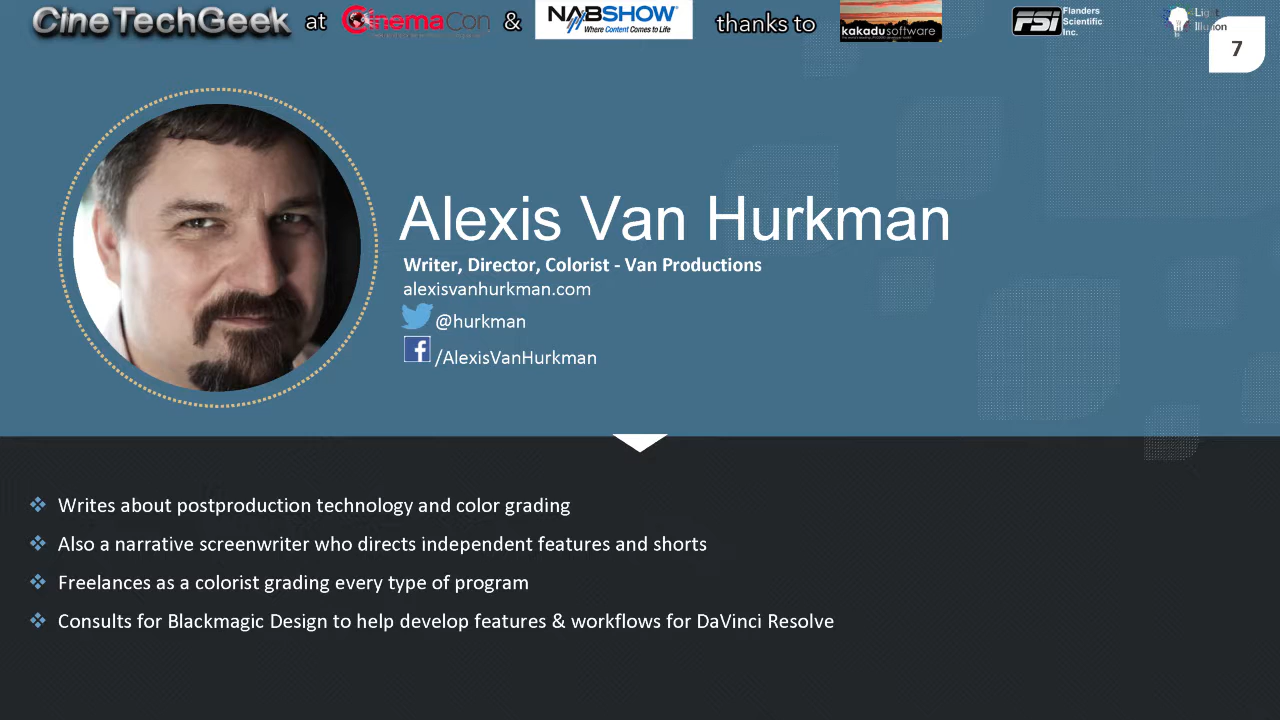 CineTechGeek at CinemaCon & NABSHOW thanks to kakadusoftware FSI Flanders Scientific Inc. Light Illusion
Where Content Comes to Life
7
Alexis Van Hurkman
Writer, Director, Colorist - Van Productions
alexisvanhurkman.com
@hurkman
/AlexisVanHurkman
Writes about postproduction technology and color grading
Also a narrative screenwriter who directs independent features and shorts
Freelances as a colorist grading every type of program
Consults for Blackmagic Design to help develop features & workflows for DaVinci Resolve